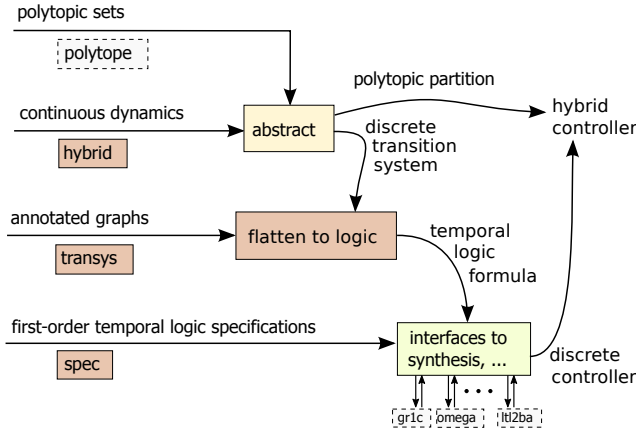 polytopic sets
polytope
polytopic partition
continuous dynamics
hybrid
abstract
hybrid
controller
discrete
transition
system
annotated graphs
transys
flatten to logic
temporal
logic
formula
first-order temporal logic specifications
spec
interfaces to
synthesis, ...
discrete
controller
gr1c
omega
ltl2ba